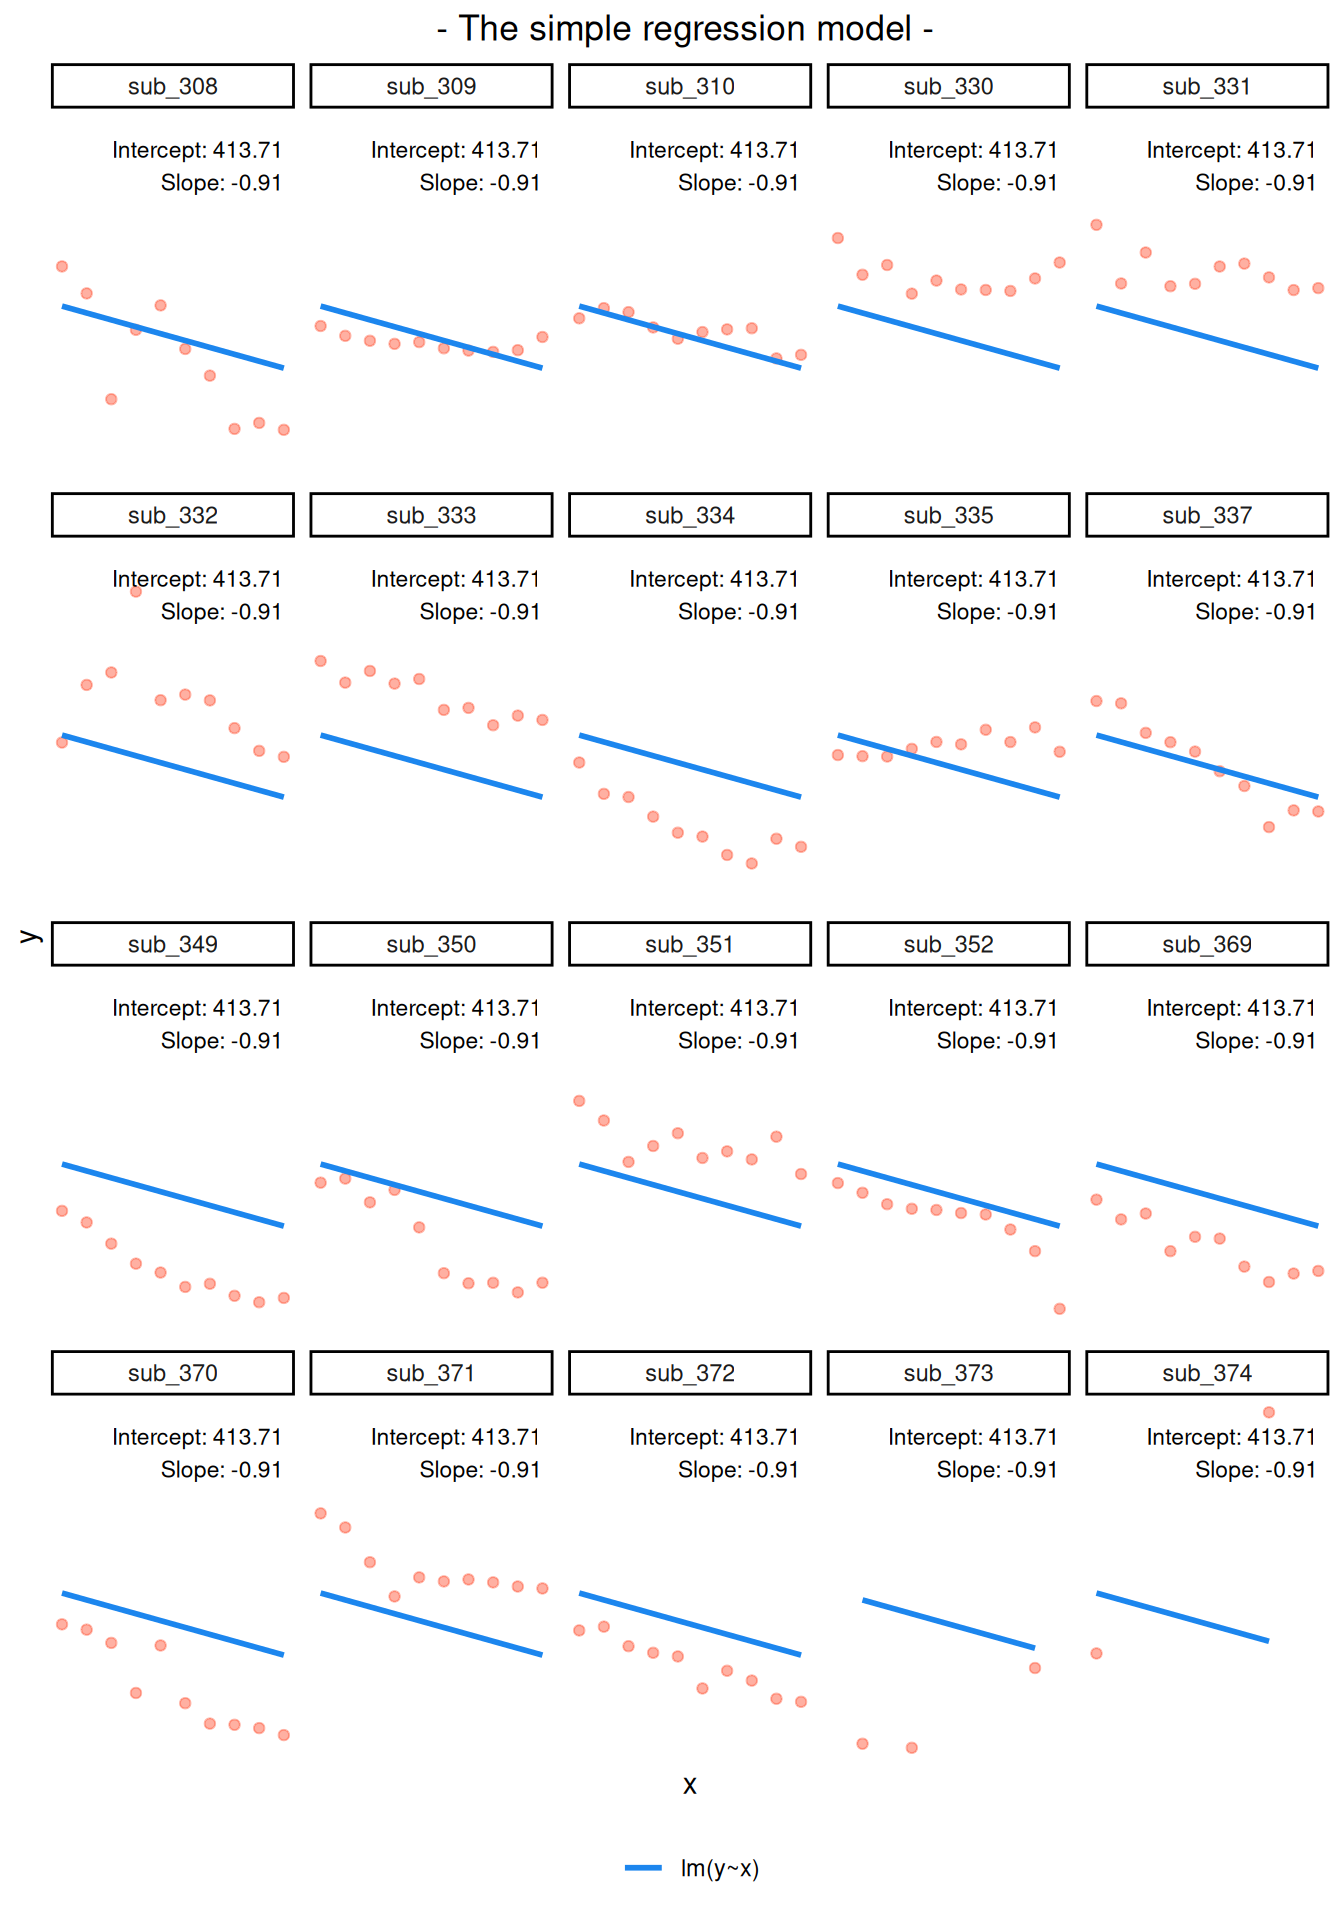 - The simple regression model -
sub_308
sub_309
sub_310
sub_330
sub_331
Intercept: 413.71
Slope: -0.91
Intercept: 413.71
Slope: -0.91
Intercept: 413.71
Slope: -0.91
Intercept: 413.71
Slope: -0.91
Intercept: 413.71
Slope: -0.91
sub_332
sub_333
sub_334
sub_335
sub_337
Intercept: 413.71
Slope: -0.91
Intercept: 413.71
Slope: -0.91
Intercept: 413.71
Slope: -0.91
Intercept: 413.71
Slope: -0.91
Intercept: 413.71
Slope: -0.91
y
sub_349
sub_350
sub_351
sub_352
sub_369
Intercept: 413.71
Slope: -0.91
Intercept: 413.71
Slope: -0.91
Intercept: 413.71
Slope: -0.91
Intercept: 413.71
Slope: -0.91
Intercept: 413.71
Slope: -0.91
sub_370
sub_371
sub_372
sub_373
sub_374
Intercept: 413.71
Slope: -0.91
Intercept: 413.71
Slope: -0.91
Intercept: 413.71
Slope: -0.91
Intercept: 413.71
Slope: -0.91
Intercept: 413.71
Slope: -0.91
x
lm(y~x)